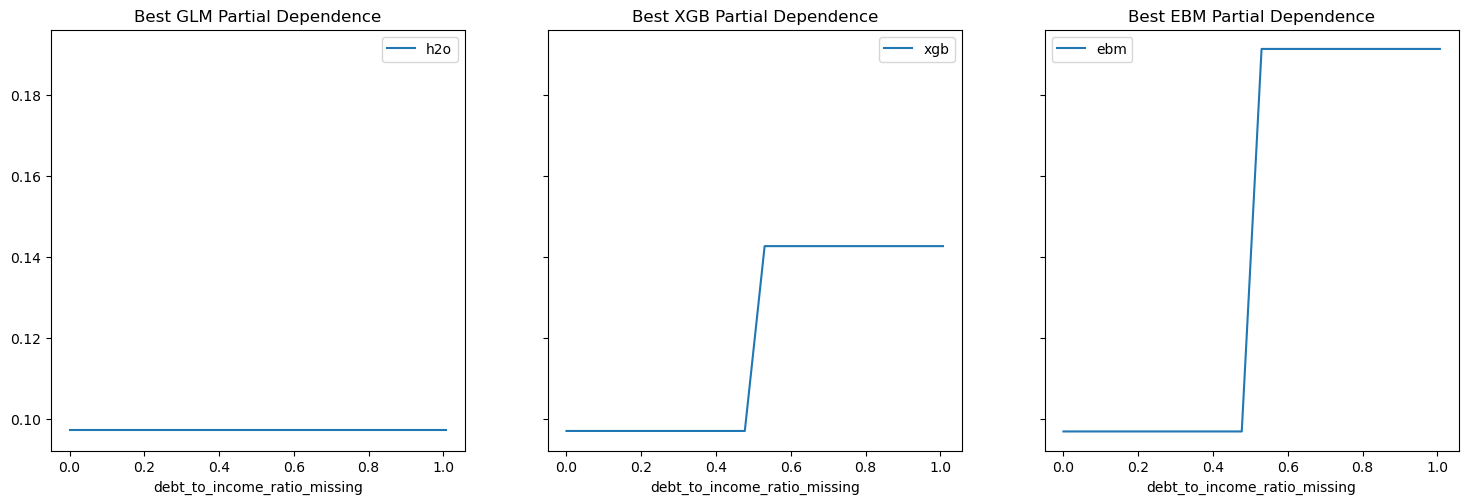 Best GLM Partial Dependence
h2o
0.18
0.16
0.14
0.12
0.10
0.0 0.2 0.4 0.6 0.8 1.0
debt_to_income_ratio_missing
Best XGB Partial Dependence
xgb
0.0 0.2 0.4 0.6 0.8 1.0
debt_to_income_ratio_missing
Best EBM Partial Dependence
ebm
0.0 0.2 0.4 0.6 0.8 1.0
debt_to_income_ratio_missing